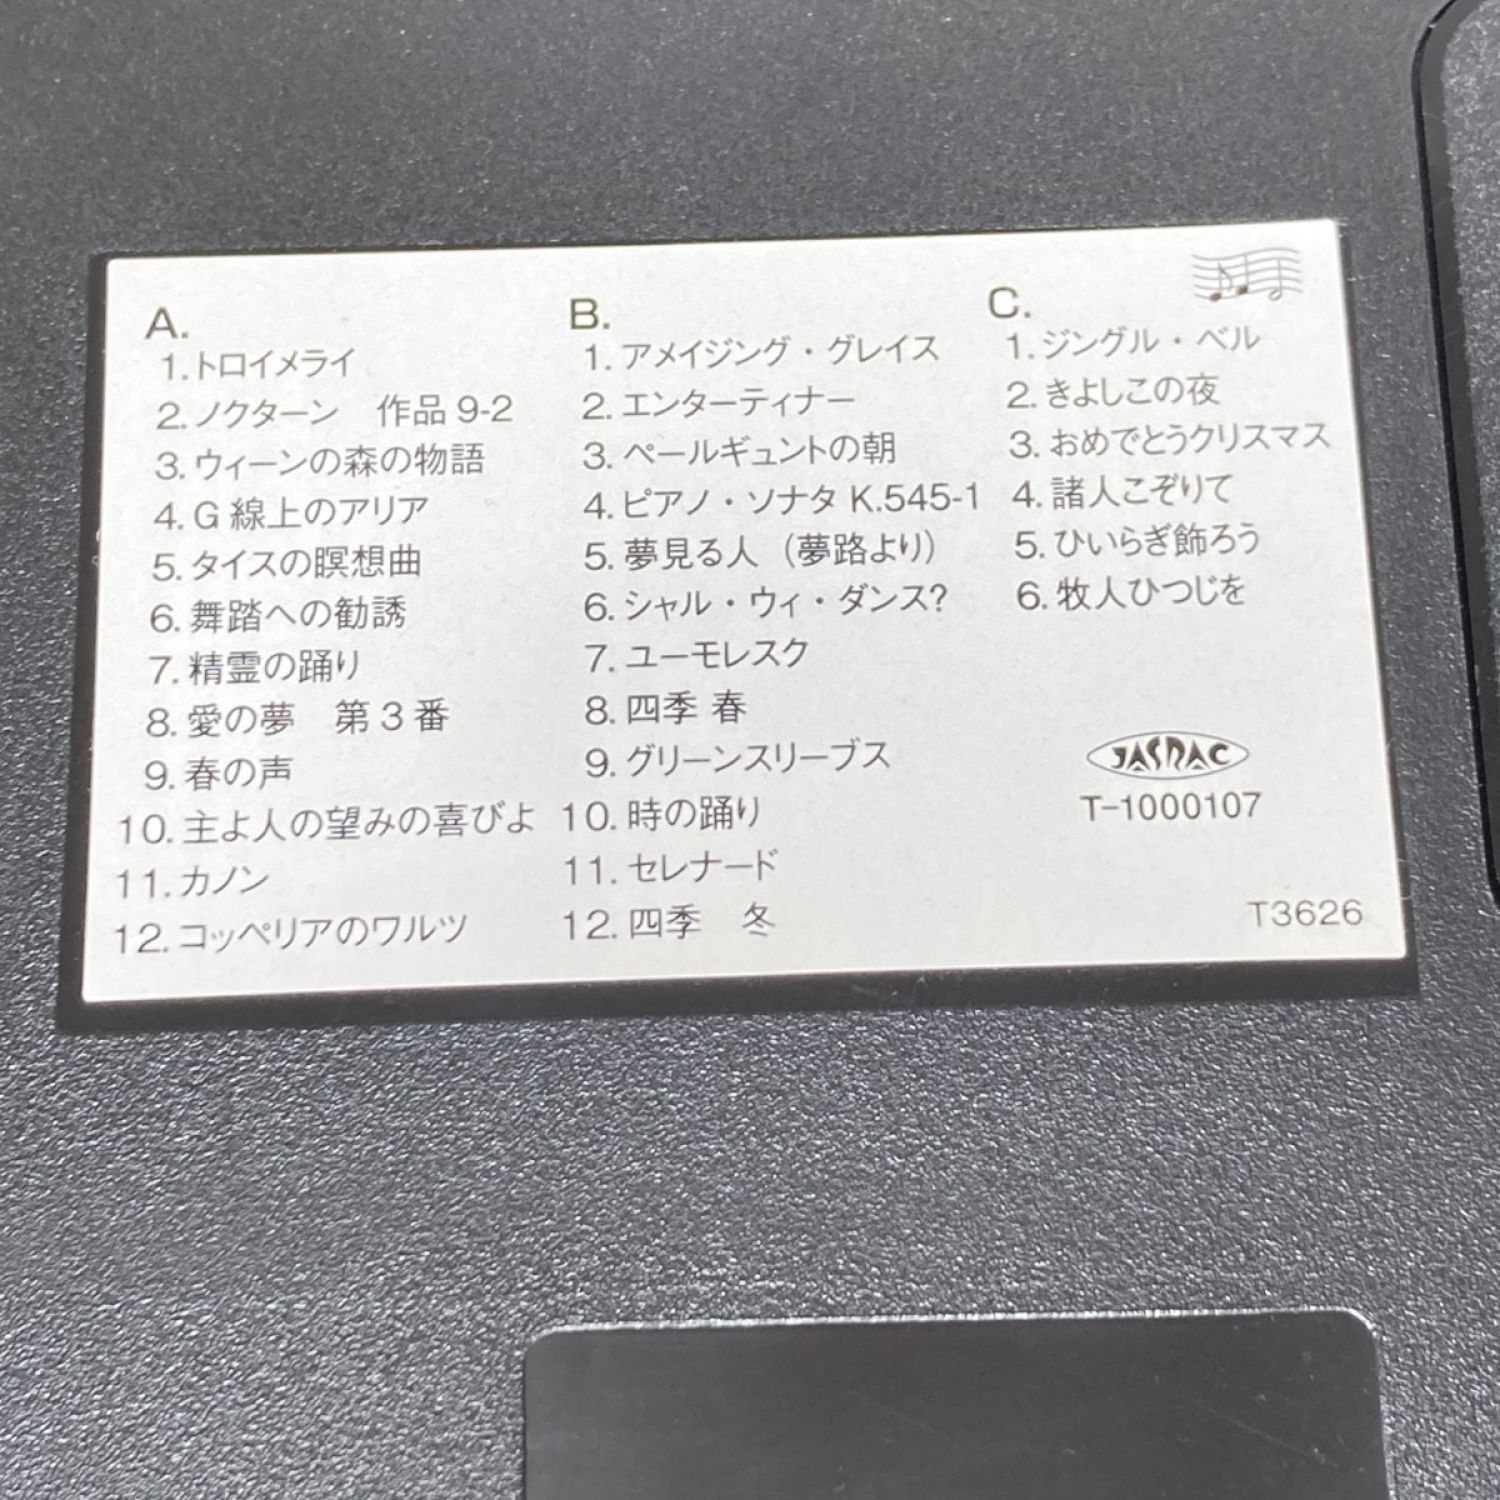 A.
1.トロイメライ
2.ノクターン 作品9-2
3.ウィーンの森の物語
4.G線上のアリア
5.タイスの瞑想曲
6.舞踏への勧誘
7.精霊の踊り
8.愛の夢 第3番
9.春の声
10.主よ人の望みの喜びよ
11.カノン
12.コッペリアのワルツ
B.
1.アメイジング・グレイス
2.エンターティナー
3.ペールギュントの朝
4.ピアノ・ソナタ K.545-1
5.夢見る人（夢路より）
6.シャル・ウィ・ダンス?
7.ユーモレスク
8.四季 春
9.グリーンスリーブス
10.時の踊り
11.セレナード
12.四季 冬
C.
1.ジングル・ベル
2.きよしこの夜
3.おめでとうクリスマス
4.諸人こぞりて
5.ひいらぎ飾ろう
6.牧人ひつじを
JASRAC
T-1000107
T3626